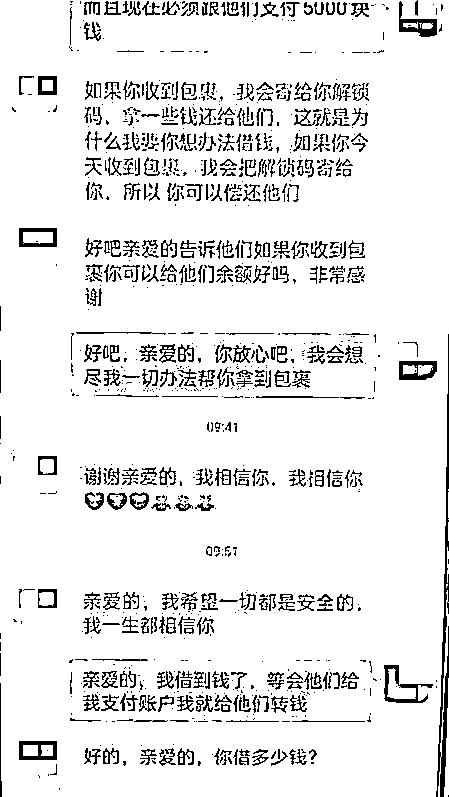 而且现在必须跟他们支付5000块
钱
如果你收到包裹，我会寄给你解锁
码，拿一些钱还给他们，这就是为
什么我要你想办法借钱，如果你今
天收到包裹，我会把解锁码寄给
你，所以 你可以偿还他们
好吧亲爱的告诉他们如果你收到包
裹你可以给他们余额好吗，非常感
谢
好吧，亲爱的，你放心吧，我会想
尽我一切办法帮你拿到包裹
09:41
谢谢亲爱的，我相信你，我相信你
09:57
亲爱的，我希望一切都是安全的，
我一生都相信你
亲爱的，我借到钱了，等会他们给
我支付账户我就给他们转钱
好的，亲爱的，你借多少钱？